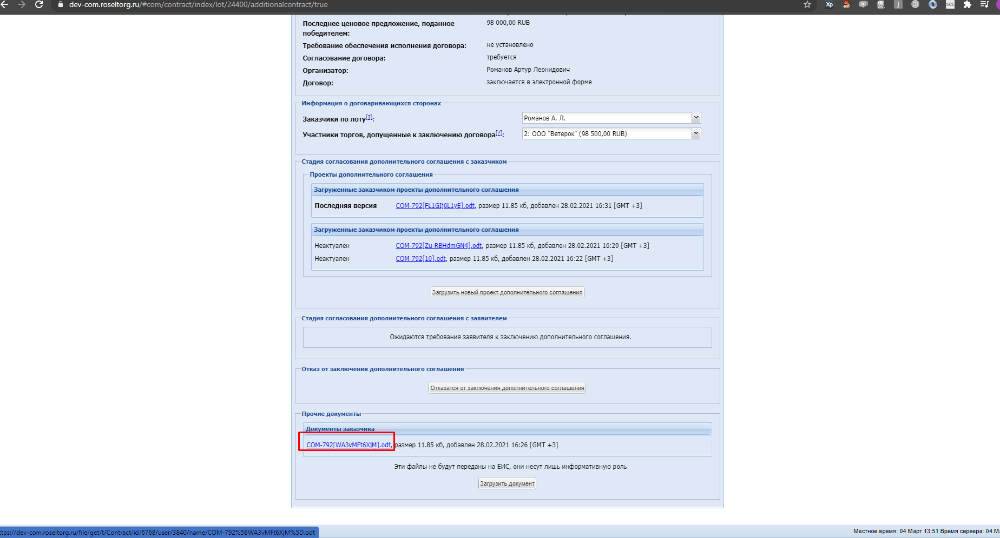 dev-com.roseltorg.ru/#com/contract/index/lot/24400/additionalcontract/true
Xp
SCL
j
Последнее ценовое предложение, поданное
победителем:
98 000,00 RUB
Требование обеспечения исполнения договора:
не установлено
Согласование договора:
требуется
Организатор:
Романов Артур Леонидович
Договор:
заключается в электронной форме
Информация о договаривающихся сторонах
Заказчики по лоту[?]:
Романов А. Л.
Участники торгов, допущенные к заключению договора[?]:
2: ООО "Ветерок" (98 500,00 RUB)
Стадия согласования дополнительного соглашения с заказчиком
Проекты дополнительного соглашения
Загруженные заказчиком проекты дополнительного соглашения
Последняя версия
COM-792[FL1GIj6L1yE].odt, размер 11.85 кб, добавлен 28.02.2021 16:31 [GMT +3]
Загруженные заказчиком проекты дополнительного соглашения
Неактуален
COM-792[Zu-RBHdmGN4].odt, размер 11.85 кб, добавлен 28.02.2021 16:29 [GMT +3]
Неактуален
COM-792[10].odt, размер 11.85 кб, добавлен 28.02.2021 16:22 [GMT +3]
Загрузить новый проект дополнительного соглашения
Стадия согласования дополнительного соглашения с заявителем
Ожидаются требования заявителя к заключению дополнительного соглашения.
Отказ от заключения дополнительного соглашения
Отказатся от заключения дополнительного соглашения
Прочие документы
Документы заказчика
COM-792[WA3vMFt6XjM].odt, размер 11.85 кб, добавлен 28.02.2021 16:26 [GMT +3]
Эти файлы не будут переданы на ЕИС, они несут лишь информативную роль
Загрузить документ
ttps://dev-com.roseltorg.ru/file/get/t/Contract/id/6768/user/3840/name/COM-792%5BWA3vMFt6XjM%5D.odt
Местное время: 04 Март 13:51 Время сервера: 04 М